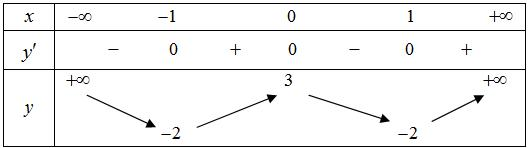 x −∞ −1 0 1 +∞
y′ − 0 + 0 − 0 +
+∞ 3 +∞
y
−2 −2